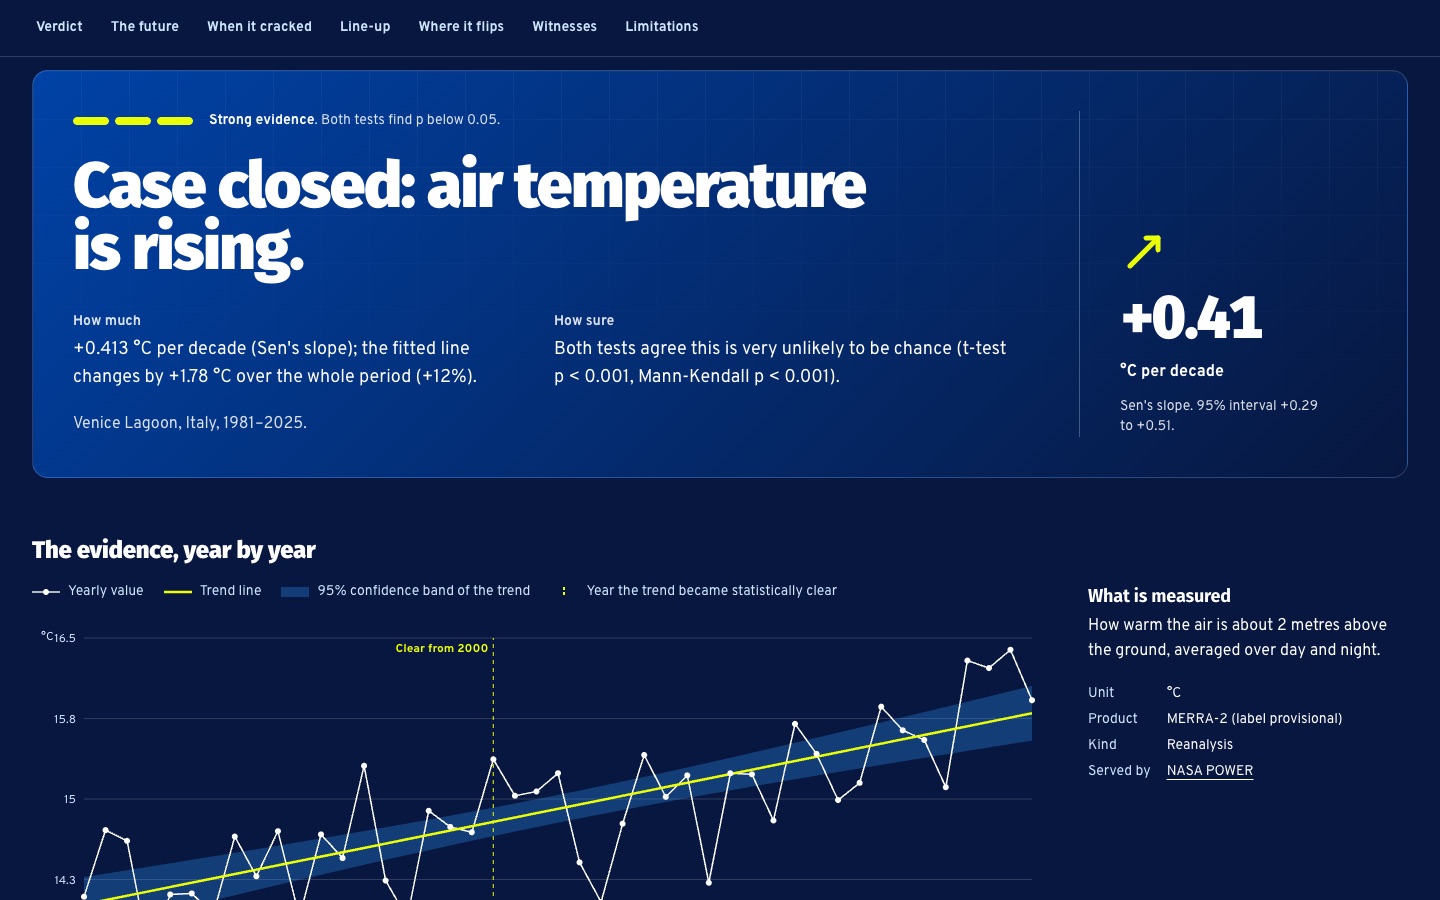 Verdict The future When it cracked Line-up Where it flips Witnesses Limitations
Strong evidence. Both tests find p below 0.05.
Case closed: air temperature
is rising.
How much
+0.413 °C per decade (Sen's slope); the fitted line
changes by +1.78 °C over the whole period (+12%).
How sure
Both tests agree this is very unlikely to be chance (t-test
p < 0.001, Mann-Kendall p < 0.001).
Venice Lagoon, Italy, 1981–2025.
+0.41
°C per decade
Sen's slope. 95% interval +0.29
to +0.51.
The evidence, year by year
Yearly value Trend line 95% confidence band of the trend Year the trend became statistically clear
°C
16.5
Clear from 2000
15.8
15
14.3
What is measured
How warm the air is about 2 metres above
the ground, averaged over day and night.
Unit °C
Product MERRA-2 (label provisional)
Kind Reanalysis
Served by NASA POWER